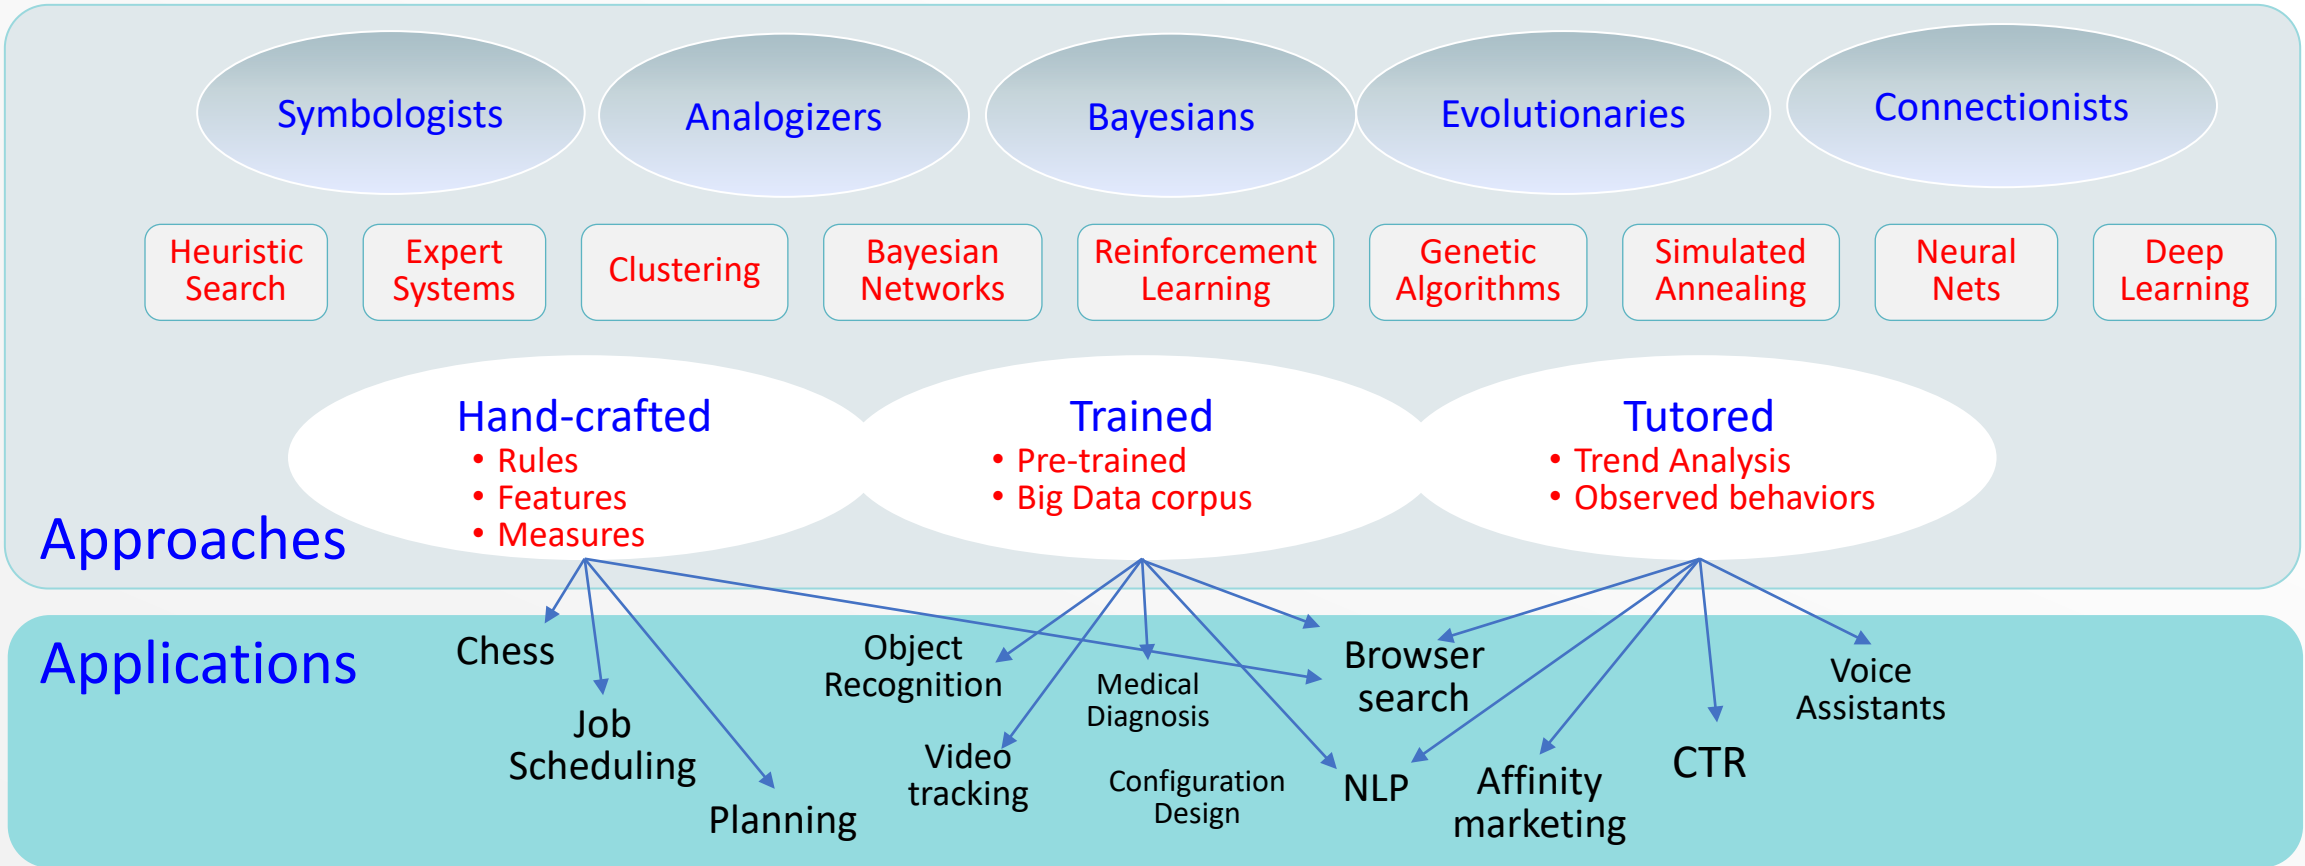 Symbologists
Analogizers
Bayesians
Evolutionaries
Connectionists
Heuristic
Search
Expert
Systems
Clustering
Bayesian
Networks
Reinforcement
Learning
Genetic
Algorithms
Simulated
Annealing
Neural
Nets
Deep
Learning
Hand-crafted
• Rules
• Features
• Measures
Trained
• Pre-trained
• Big Data corpus
Tutored
• Trend Analysis
• Observed behaviors
Approaches
Applications
Chess
Job
Scheduling
Planning
Object
Recognition
Video
tracking
Medical
Diagnosis
Configuration
Design
Browser
search
NLP
Affinity
marketing
CTR
Voice
Assistants